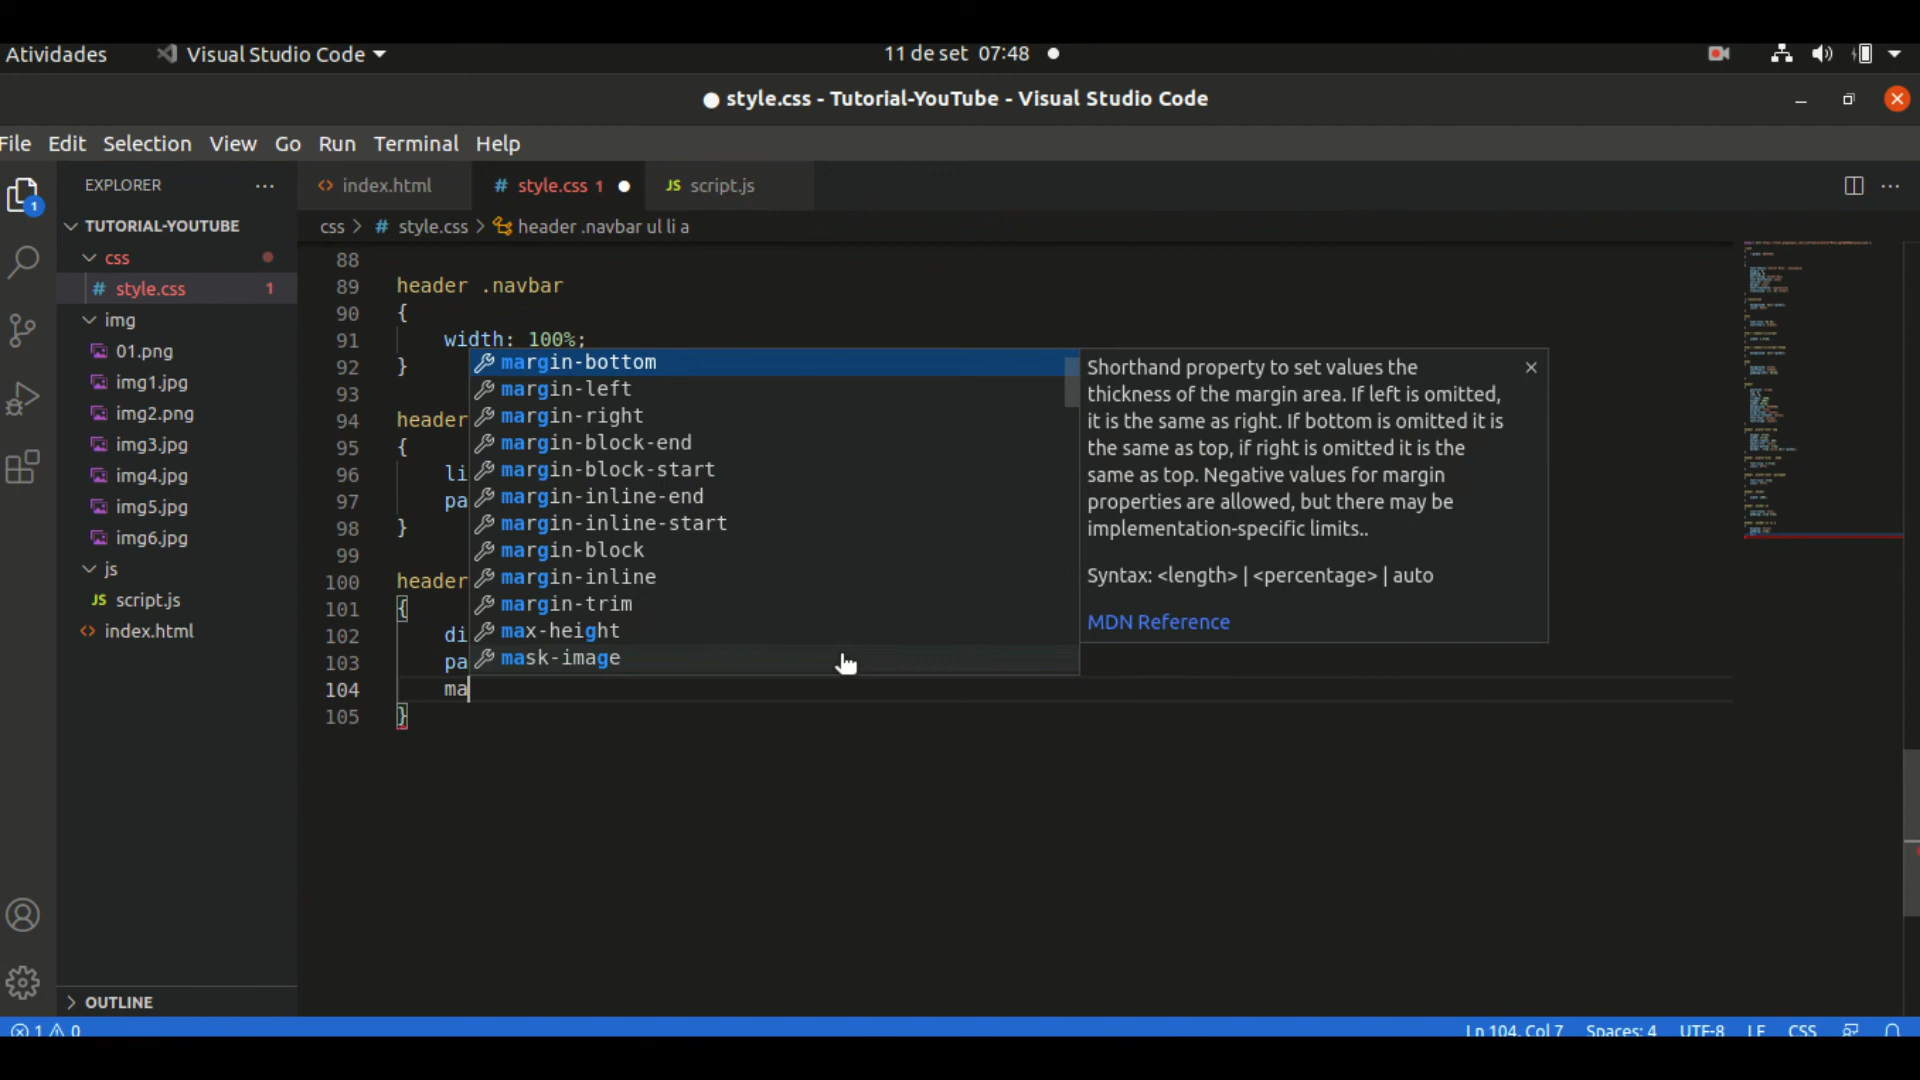 Atividades Visual Studio Code 11 de set 07:48
style.css - Tutorial-YouTube - Visual Studio Code
File Edit Selection View Go Run Terminal Help
EXPLORER ... index.html # style.css 1 JS script.js ...
1
TUTORIAL-YOUTUBE
css > # style.css > header .navbar ul li a
css
# style.css 1
img
01.png
img1.jpg
img2.png
img3.jpg
img4.jpg
img5.jpg
img6.jpg
js
JS script.js
<> index.html
OUTLINE
88
89 header .navbar
90 {
91 width: 100%;
92 }
93
94 header
95 {
96 li
97 pa
98 }
99
100 header
101 {
102 di
103 pa
104 ma
105 }
margin-bottom
margin-left
margin-right
margin-block-end
margin-block-start
margin-inline-end
margin-inline-start
margin-block
margin-inline
margin-trim
max-height
mask-image
Shorthand property to set values the
thickness of the margin area. If left is omitted,
it is the same as right. If bottom is omitted it is
the same as top, if right is omitted it is the
same as top. Negative values for margin
properties are allowed, but there may be
implementation-specific limits..
Syntax: <length> | <percentage> | auto
MDN Reference
1 0 Ln 104, Col 7 Spaces: 4 UTF-8 LF CSS